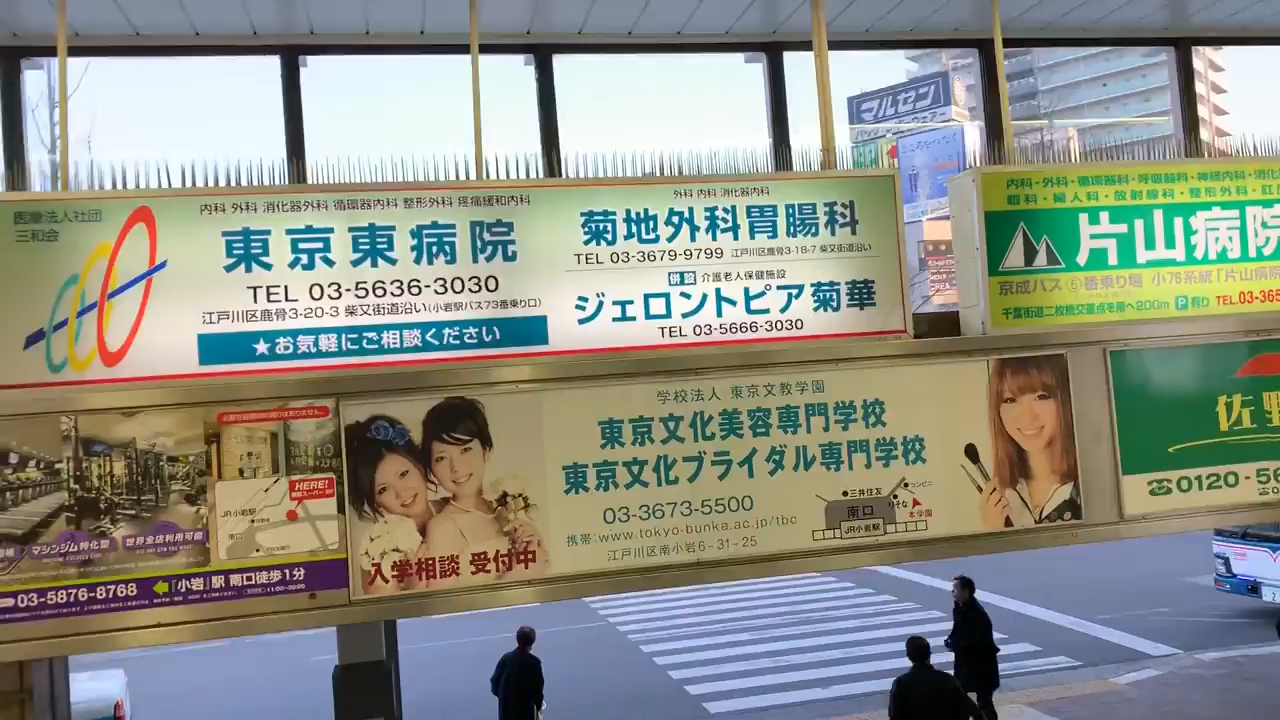 マルセン
医療法人社団
三和会
内科 外科 消化器外科 循環器内科 整形外科 疼痛緩和内科
東京東病院
TEL 03-5636-3030
江戸川区鹿骨3-20-3 柴又街道沿い(小岩駅バス73番乗り口)
★お気軽にご相談ください
外科 内科 消化器内科
菊地外科胃腸科
TEL 03-3679-9799 江戸川区鹿骨3-18-7 柴又街道沿い
併設 介護老人保健施設
ジェロントピア菊華
TEL 03-5666-3030
内科・外科・循環器科・呼吸器科・神経内科・消化
眼科・婦人科・放射線科・整形外科・肛
片山病院
京成バス⑤番乗り場 小76系統「片山病院
千葉街道二枚橋交差点を南へ200m P有り TEL.03-365
HERE!
JR小岩駅
南口
マシンジム特化型
世界全店利用可能
03-5876-8768
「小岩」駅 南口徒歩1分
学校法人 東京文教学園
東京文化美容専門学校
東京文化ブライダル専門学校
03-3673-5500
携帯:www.tokyo-bunka.ac.jp/tbc
江戸川区南小岩6-31-25
入学相談 受付中
三井住友
コンビニ
りそな
南口
本学園
JR小岩駅
佐野
0120-56